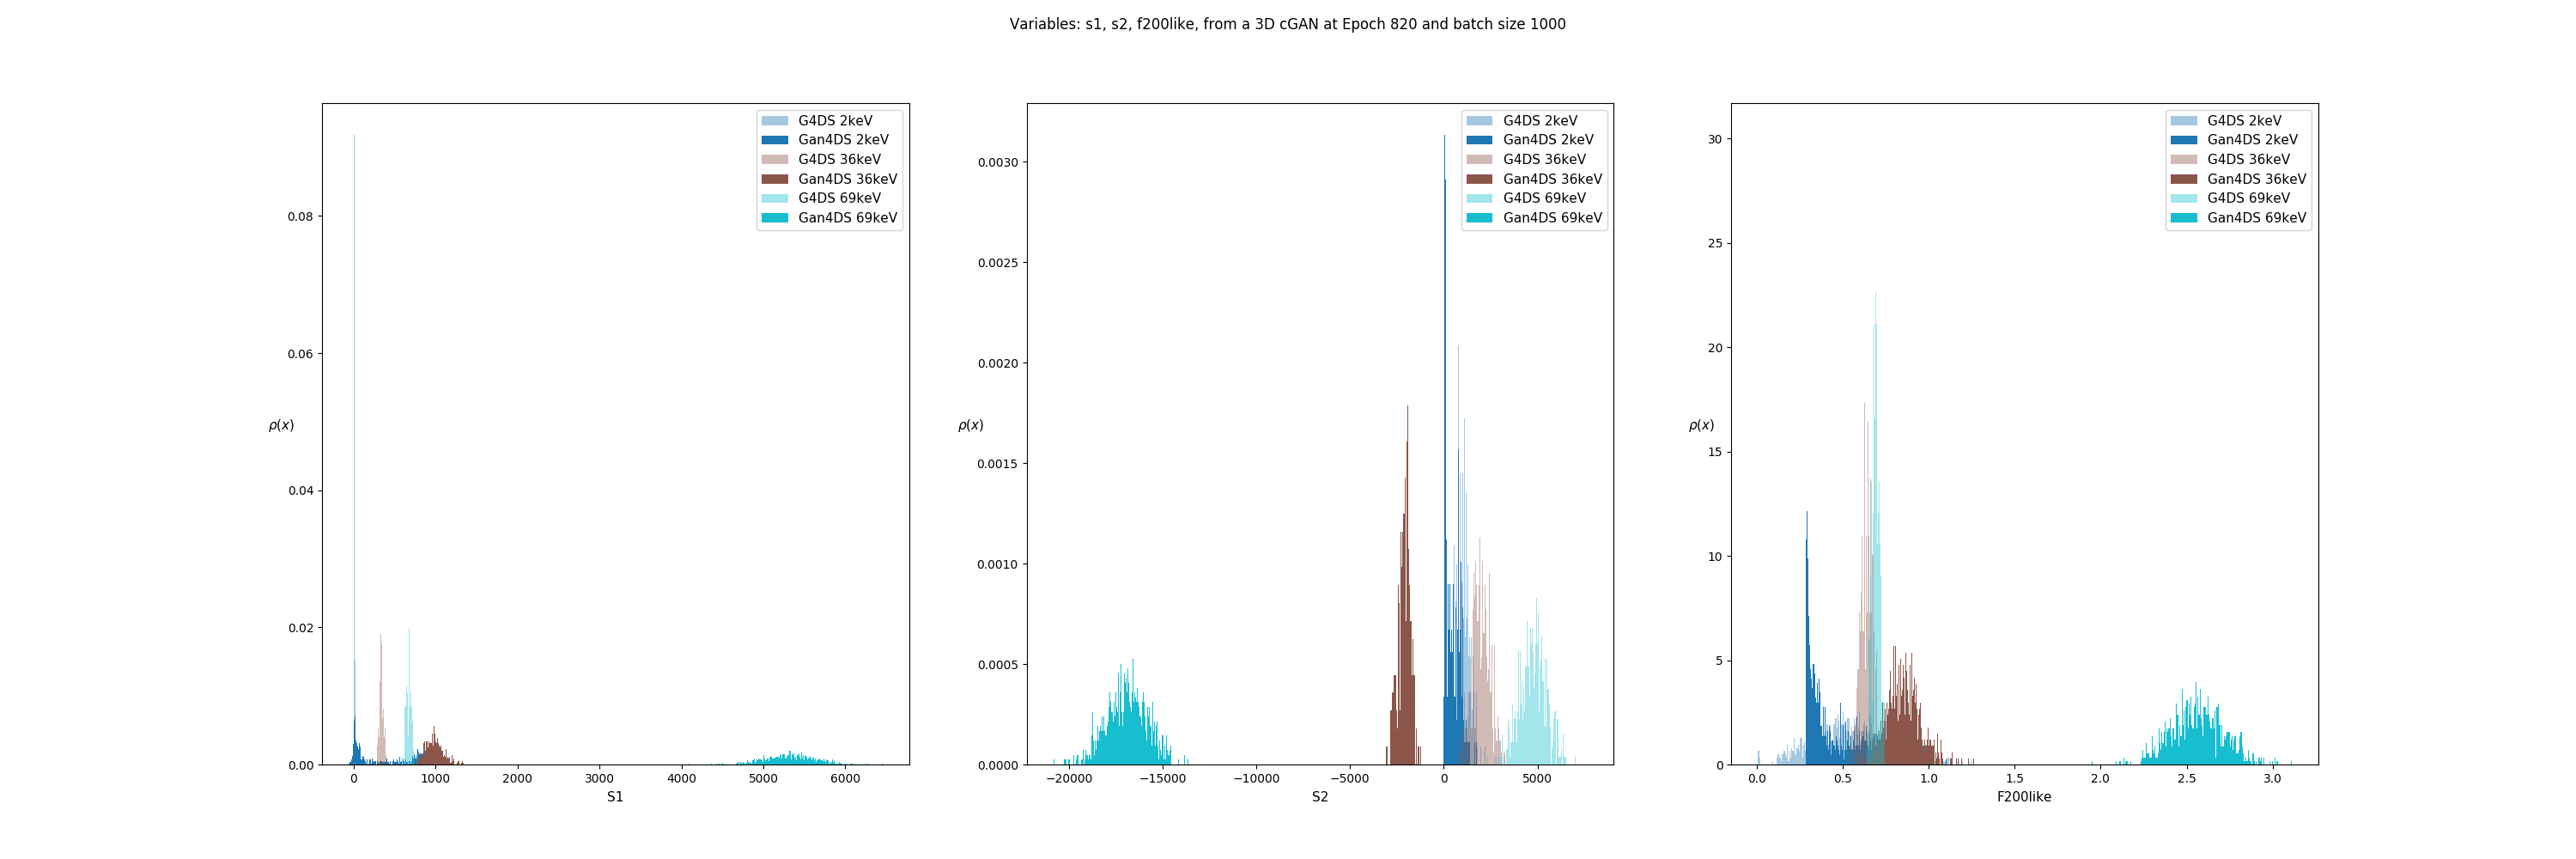 Variables: s1, s2, f200like, from a 3D cGAN at Epoch 820 and batch size 1000
G4DS 2keV
Gan4DS 2keV
G4DS 36keV
Gan4DS 36keV
G4DS 69keV
Gan4DS 69keV
0.08
0.06
0.04
0.02
0.00
ρ(x)
0
1000
2000
3000
4000
5000
6000
S1
G4DS 2keV
Gan4DS 2keV
G4DS 36keV
Gan4DS 36keV
G4DS 69keV
Gan4DS 69keV
0.0030
0.0025
0.0020
0.0015
0.0010
0.0005
0.0000
ρ(x)
−20000
−15000
−10000
−5000
0
5000
S2
G4DS 2keV
Gan4DS 2keV
G4DS 36keV
Gan4DS 36keV
G4DS 69keV
Gan4DS 69keV
30
25
20
15
10
5
0
ρ(x)
0.0
0.5
1.0
1.5
2.0
2.5
3.0
F200like